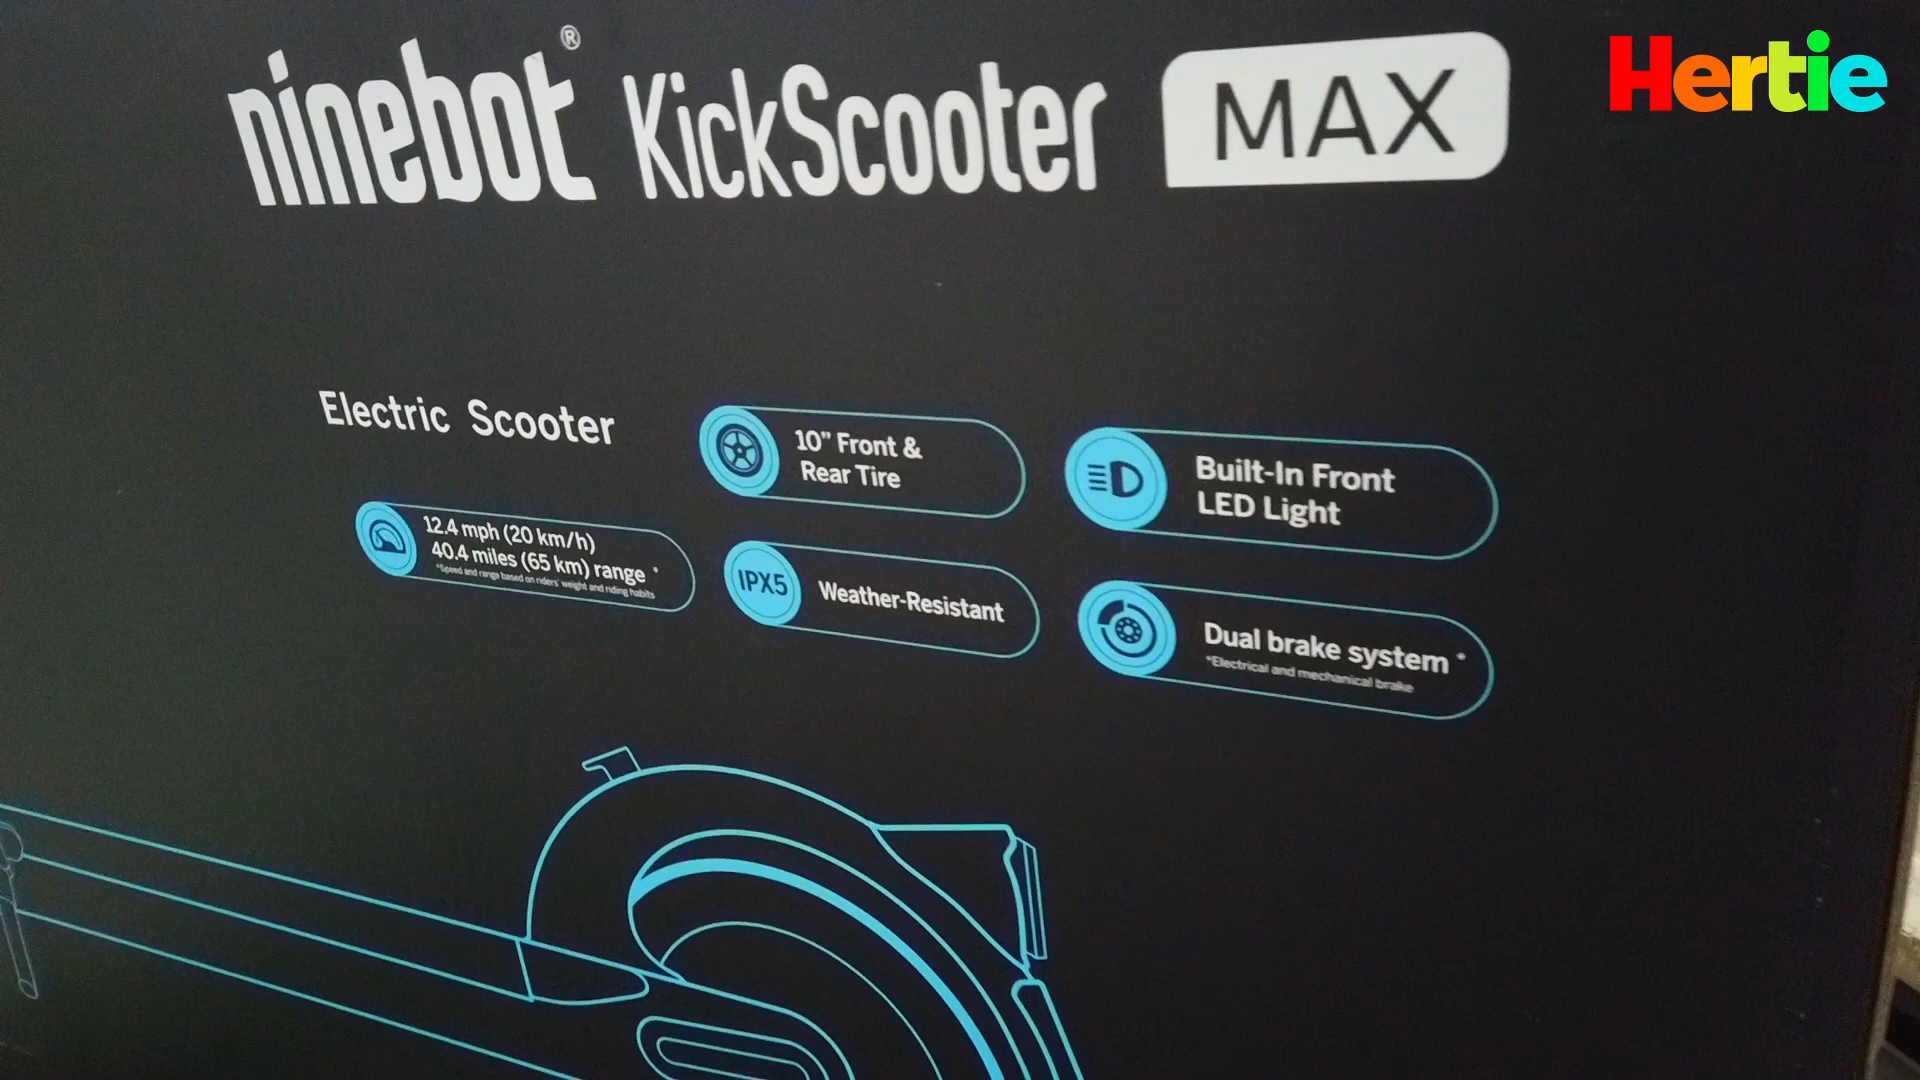 ninebot® KickScooter MAX
Hertie
Electric Scooter
12.4 mph (20 km/h)
40.4 miles (65 km) range *
*Speed and range based on riders' weight and riding habits
10” Front &
Rear Tire
Built-In Front
LED Light
IPX5
Weather-Resistant
Dual brake system *
*Electrical and mechanical brake